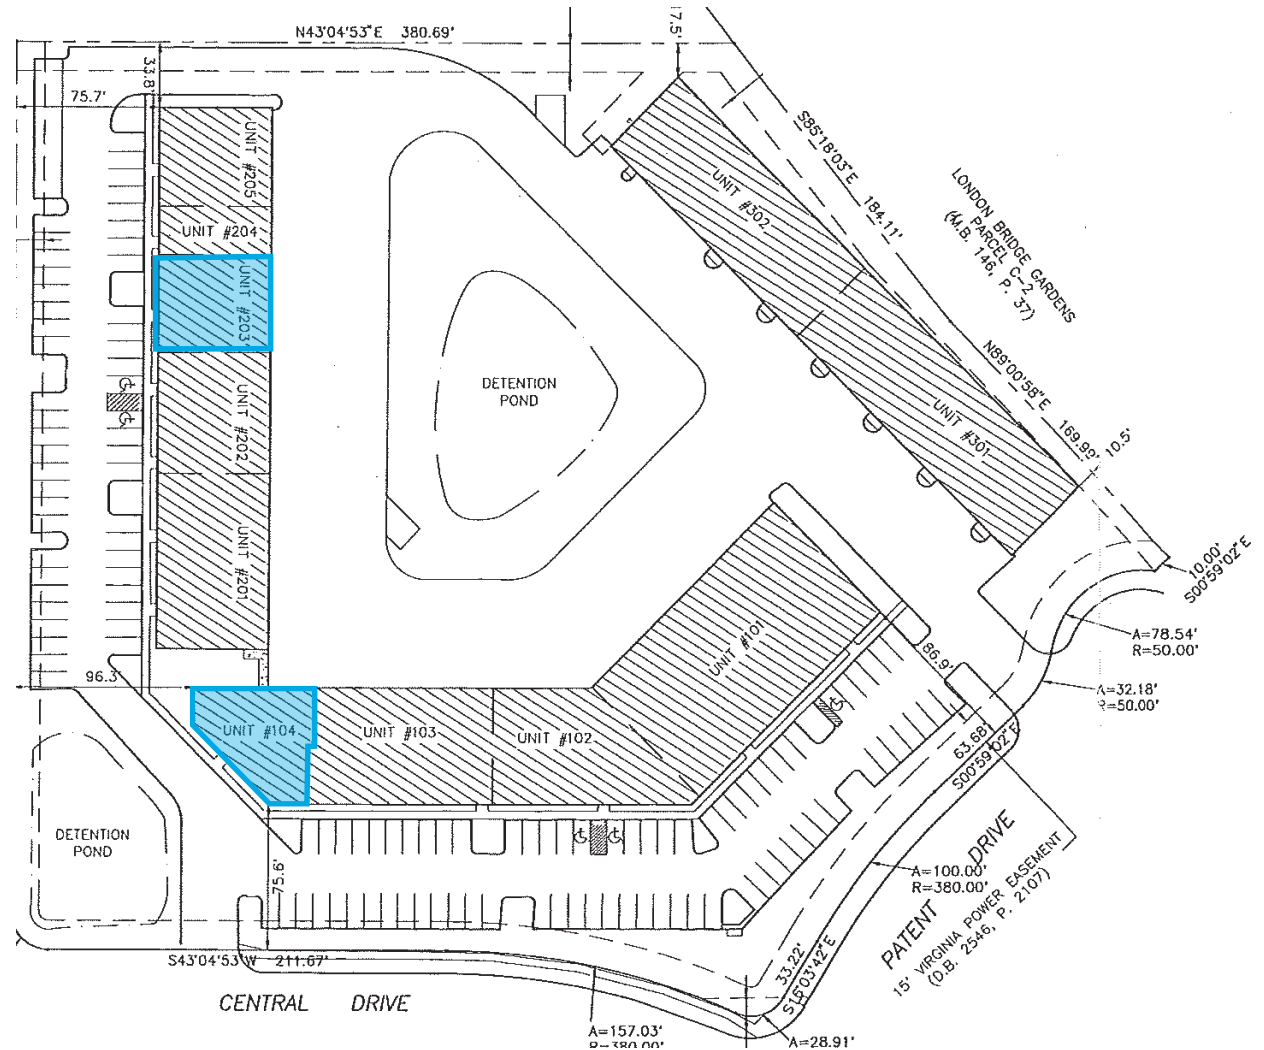 N43°04'53"E 380.69'
17.5'
33.8'
75.7'
S85°18'03"E 184.11'
LONDON BRIDGE GARDENS
PARCEL C-2
(M.B. 146, P. 37)
UNIT #205
UNIT #204
UNIT #203
UNIT #202
UNIT #201
UNIT #302
UNIT #301
N89°00'58"E 169.99'
10.5'
DETENTION
POND
10.00'
S00°59'02"E
A=78.54'
R=50.00'
A=32.18'
R=50.00'
UNIT #101
86.9'
96.3'
UNIT #104
UNIT #103
UNIT #102
63.68'
S00°59'02"E
DETENTION
POND
75.6'
A=100.00'
R=380.00'
PATENT DRIVE
15' VIRGINIA POWER EASEMENT
(D.B. 2546, P. 2107)
S43°04'53"W 211.67'
33.22'
S16°03'42"E
CENTRAL DRIVE
A=157.03'
R=380.00'
A=28.91'